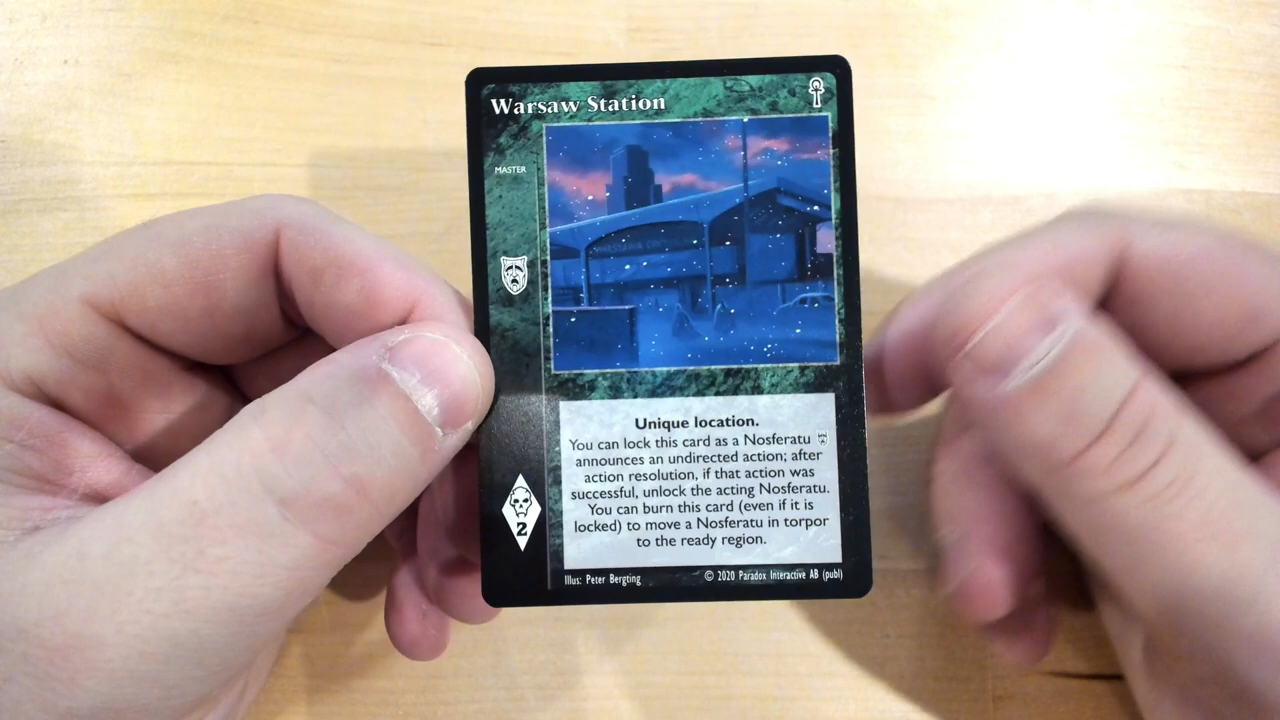 Warsaw Station
MASTER
Unique location.
You can lock this card as a Nosferatu
announces an undirected action; after
action resolution, if that action was
successful, unlock the acting Nosferatu.
You can burn this card (even if it is
locked) to move a Nosferatu in torpor
to the ready region.
2
Illus: Peter Bergting
© 2020 Paradox Interactive AB (publ)